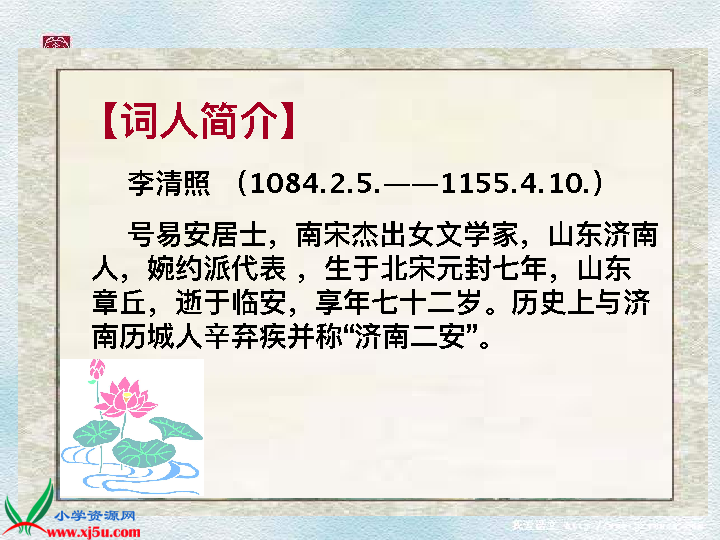 【词人简介】
李清照 （1084.2.5.——1155.4.10.）
号易安居士，南宋杰出女文学家，山东济南
人，婉约派代表 ，生于北宋元封七年，山东
章丘，逝于临安，享年七十二岁。历史上与济
南历城人辛弃疾并称“济南二安”。
小学资源网
www.xj5u.com